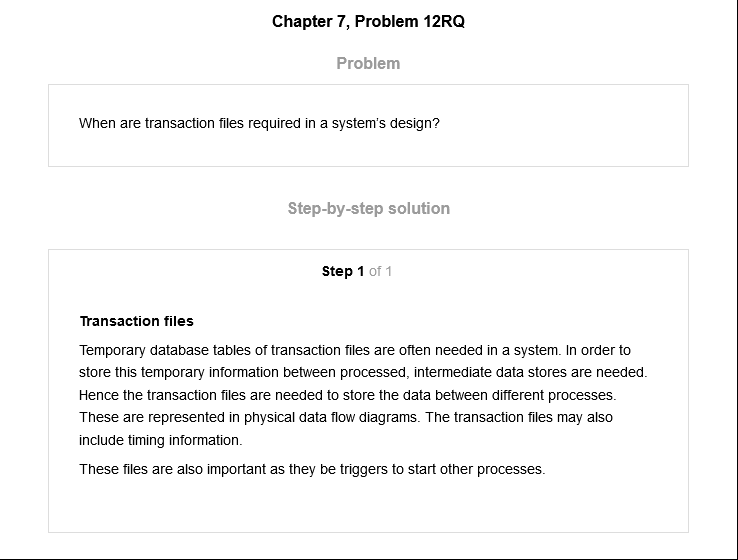 Chapter 7, Problem 12RQ
Problem
When are transaction files required in a system's design?
Step-by-step solution
Step 1 of 1
Transaction files
Temporary database tables of transaction files are often needed in a system. In order to
store this temporary information between processed, intermediate data stores are needed.
Hence the transaction files are needed to store the data between different processes.
These are represented in physical data flow diagrams. The transaction files may also
include timing information.
These files are also important as they be triggers to start other processes.